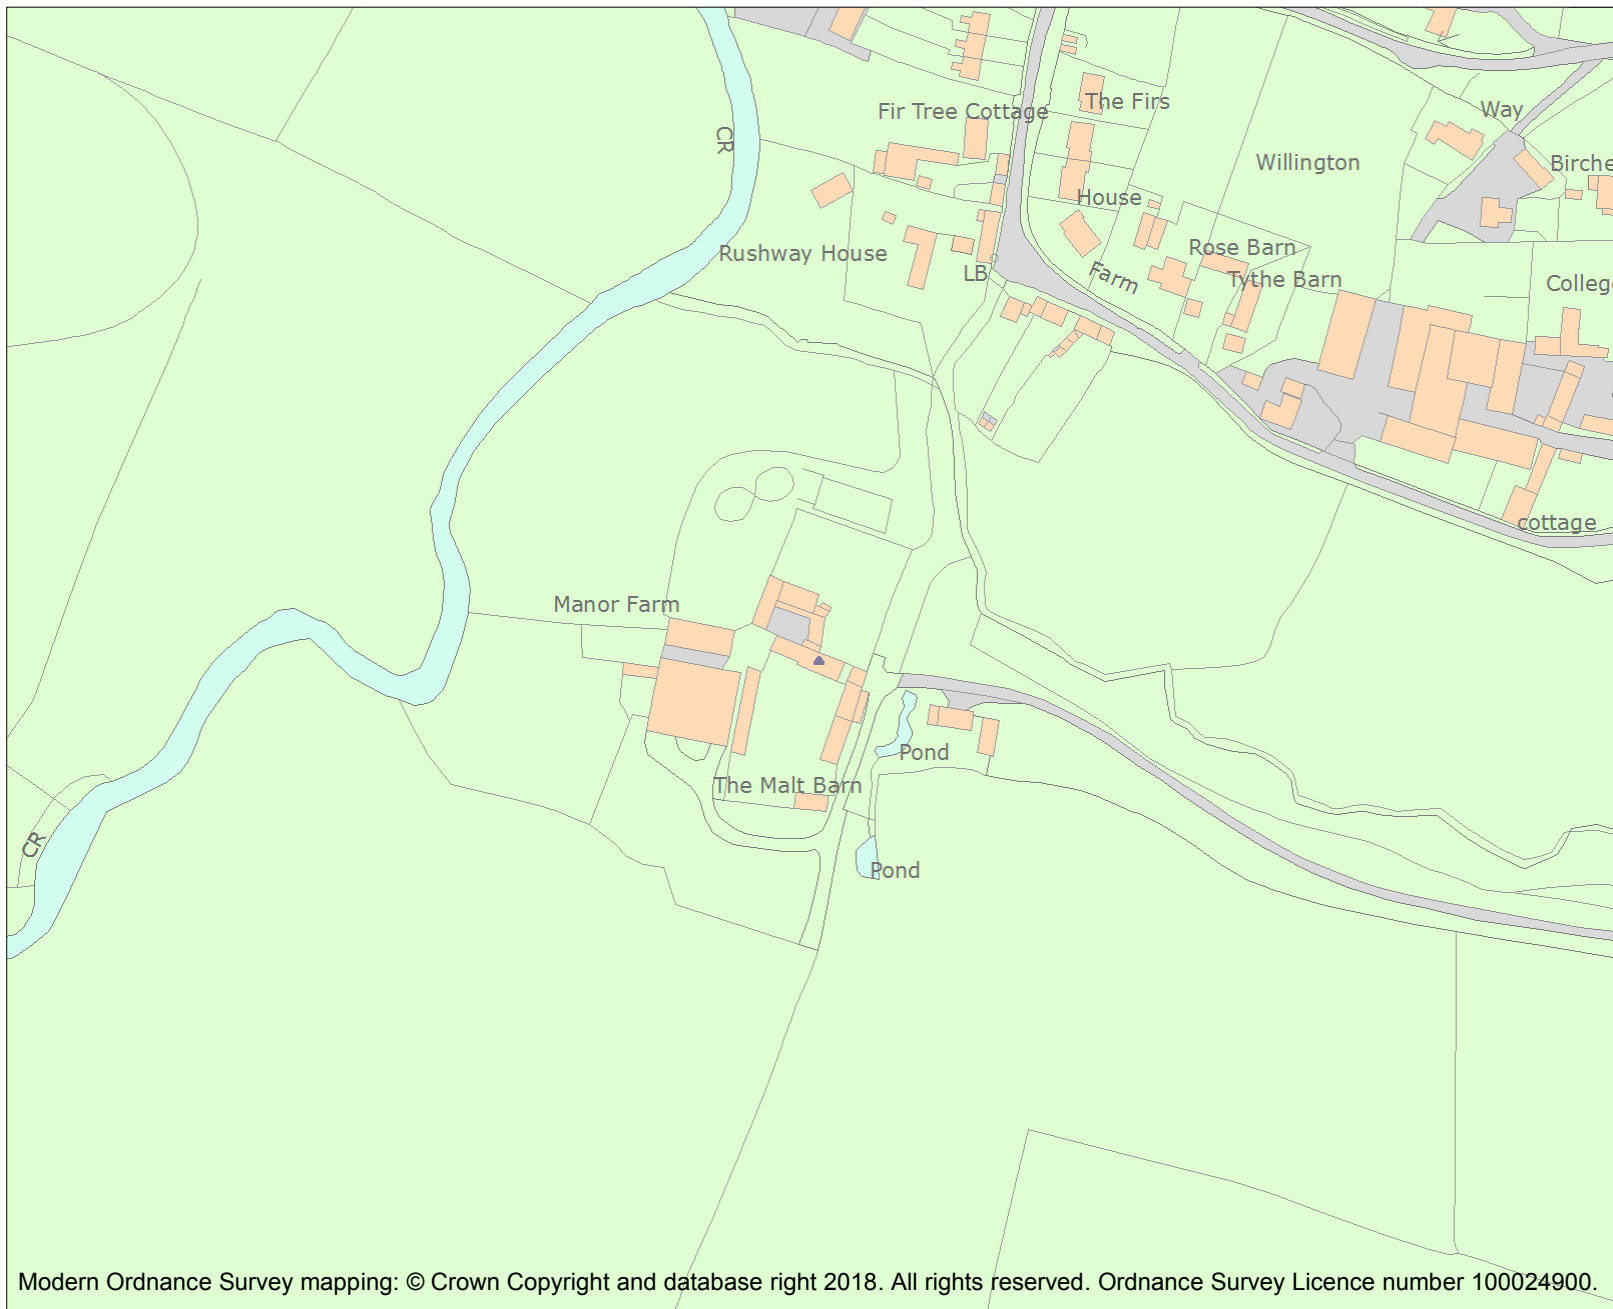 Way
Fir Tree Cottage
The Firs
CR
Willington
Birche
House
Rose Barn
Rushway House
LB
Farm
Tythe Barn
Colleg
cottage
Manor Farm
Pond
The Malt Barn
CR
Pond
Modern Ordnance Survey mapping: © Crown Copyright and database right 2018. All rights reserved. Ordnance Survey Licence number 100024900.